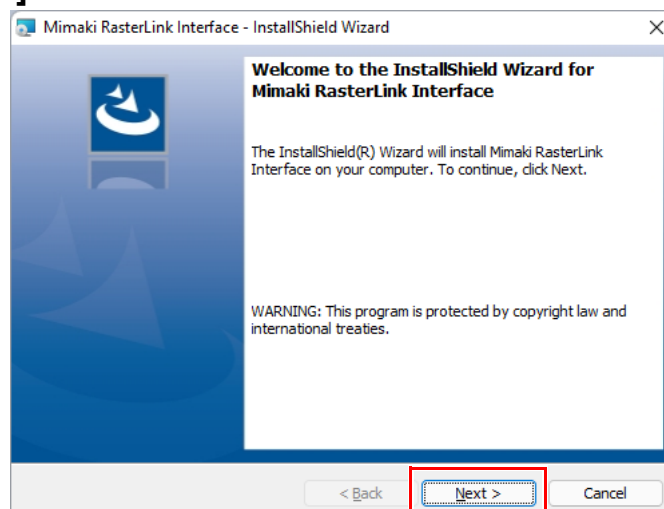 ]
Mimaki RasterLink Interface - InstallShield Wizard
Welcome to the InstallShield Wizard for
Mimaki RasterLink Interface
The InstallShield(R) Wizard will install Mimaki RasterLink
Interface on your computer. To continue, click Next.
WARNING: This program is protected by copyright law and
international treaties.
< Back Next > Cancel